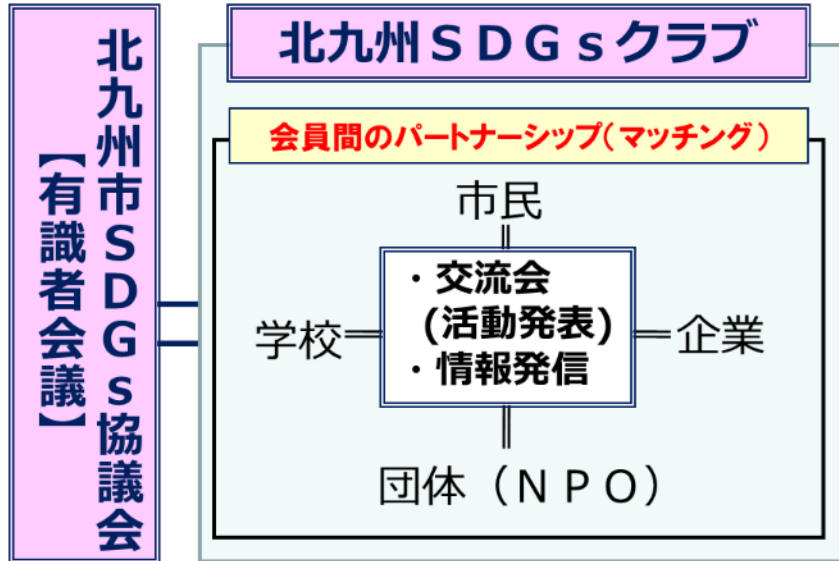 北九州市ＳＤＧｓ協議会
【有識者会議】
北九州ＳＤＧｓクラブ
会員間のパートナーシップ（マッチング）
市民
学校
・交流会
(活動発表)
・情報発信
企業
団体（ＮＰＯ）